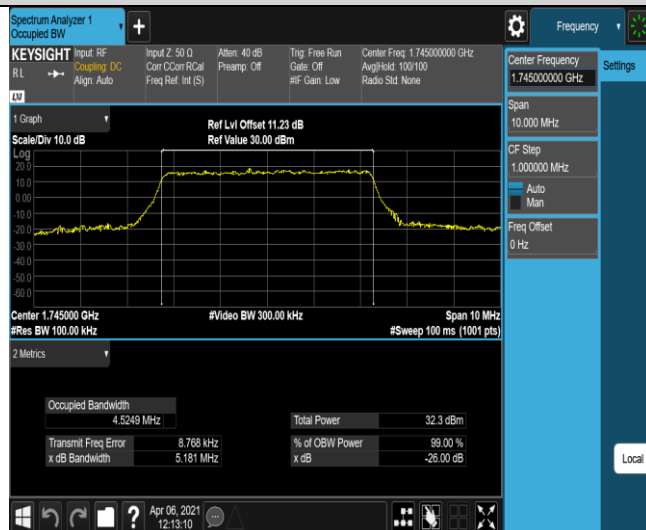 Spectrum Analyzer 1
Occupied BW
Frequency
KEYSIGHT
RL
LXI
Input: RF
Coupling: DC
Align: Auto
Input Z: 50 Ω
Corr CCorr RCal
Freq Ref: Int (S)
Atten: 40 dB
Preamp: Off
Trig: Free Run
Gate: Off
#IF Gain: Low
Center Freq: 1.745000000 GHz
Avg|Hold: 100/100
Radio Std: None
Center Frequency
1.745000000 GHz
Settings
Span
10.000 MHz
CF Step
1.000000 MHz
Auto
Man
Freq Offset
0 Hz
Local
1 Graph
Scale/Div 10.0 dB
Ref Lvl Offset 11.23 dB
Ref Value 30.00 dBm
Log
20.0
10.0
0.00
-10.0
-20.0
-30.0
-40.0
-50.0
-60.0
Center 1.745000 GHz
#Res BW 100.00 kHz
#Video BW 300.00 kHz
Span 10 MHz
#Sweep 100 ms (1001 pts)
2 Metrics
Occupied Bandwidth
4.5249 MHz
Total Power 32.3 dBm
Transmit Freq Error 8.768 kHz
% of OBW Power 99.00 %
x dB Bandwidth 5.181 MHz
x dB -26.00 dB
?
Apr 06, 2021
12:13:10